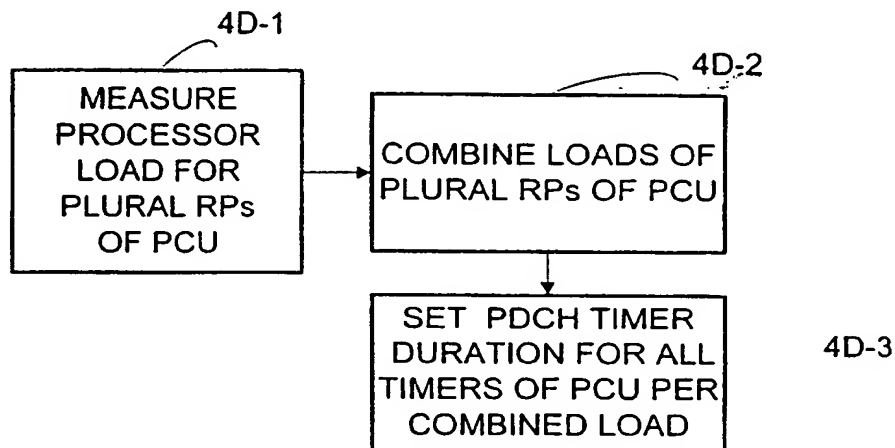 4D-1
MEASURE
PROCESSOR
LOAD FOR
PLURAL RPs
OF PCU
4D-2
COMBINE LOADS OF
PLURAL RPs OF PCU
SET PDCH TIMER
DURATION FOR ALL
TIMERS OF PCU PER
COMBINED LOAD
4D-3